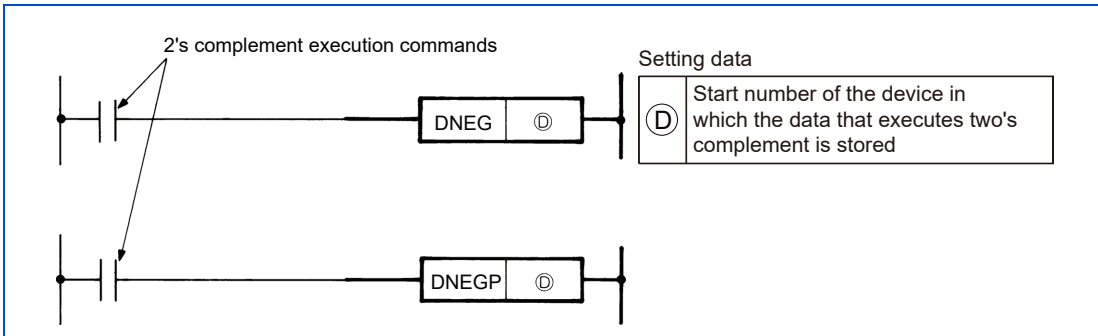 2's complement execution commands
Setting data
DNEG Ⓓ
Ⓓ Start number of the device in
which the data that executes two's
complement is stored
DNEGP Ⓓ